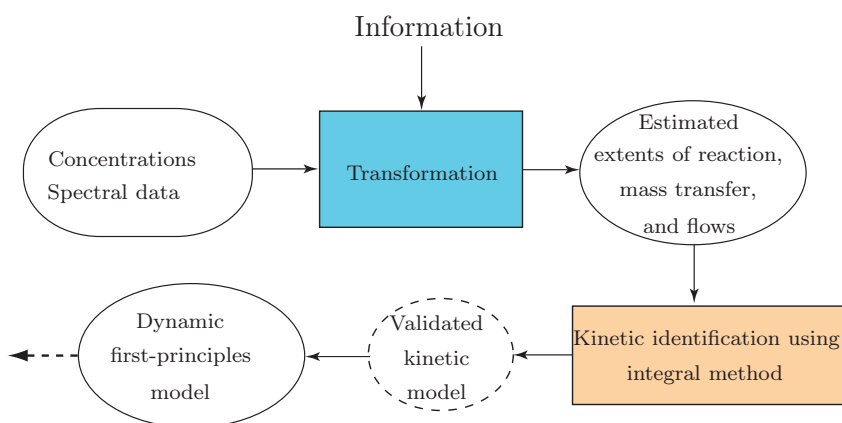 Information
Concentrations
Spectral data
Transformation
Estimated
extents of reaction,
mass transfer,
and flows
Dynamic
first-principles
model
Validated
kinetic
model
Kinetic identification using
integral method